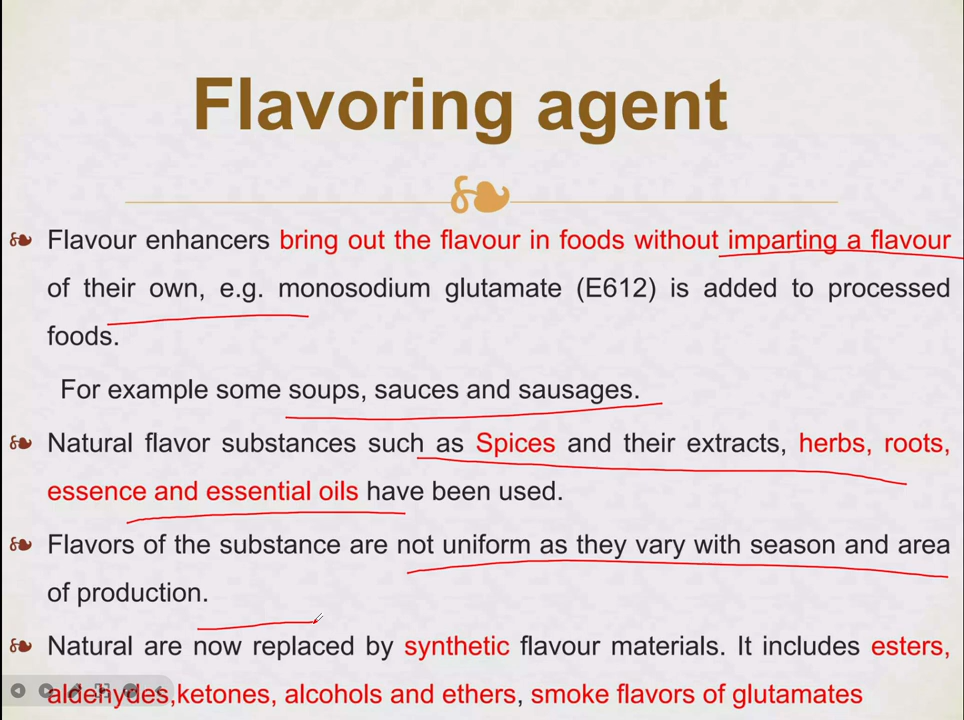 Flavoring agent
Flavour enhancers bring out the flavour in foods without imparting a flavour
of their own, e.g. monosodium glutamate (E612) is added to processed
foods.
For example some soups, sauces and sausages.
Natural flavor substances such as Spices and their extracts, herbs, roots,
essence and essential oils have been used.
Flavors of the substance are not uniform as they vary with season and area
of production.
Natural are now replaced by synthetic flavour materials. It includes esters,
aldehydes,ketones, alcohols and ethers, smoke flavors of glutamates